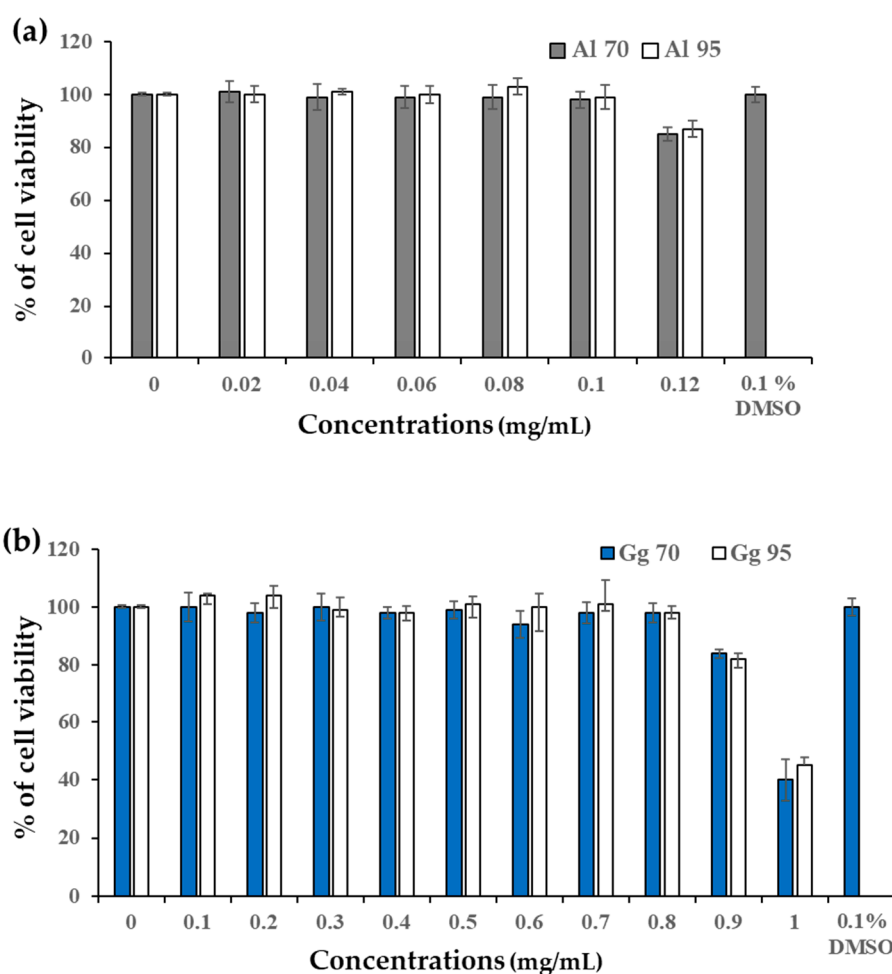 (a)
120
100
80
60
40
20
0
% of cell viability
Al 70 Al 95
0 0.02 0.04 0.06 0.08 0.1 0.12 0.1 %
DMSO
Concentrations (mg/mL)
(b)
120
100
80
60
40
20
0
% of cell viability
Gg 70 Gg 95
0 0.1 0.2 0.3 0.4 0.5 0.6 0.7 0.8 0.9 1 0.1%
DMSO
Concentrations (mg/mL)